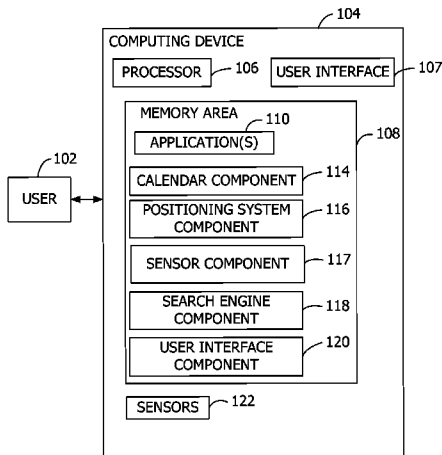 104
COMPUTING DEVICE
PROCESSOR
106
USER INTERFACE
107
MEMORY AREA
110
APPLICATION(S)
108
102
USER
CALENDAR COMPONENT
114
POSITIONING SYSTEM
COMPONENT
116
SENSOR COMPONENT
117
SEARCH ENGINE
COMPONENT
118
USER INTERFACE
COMPONENT
120
SENSORS
122